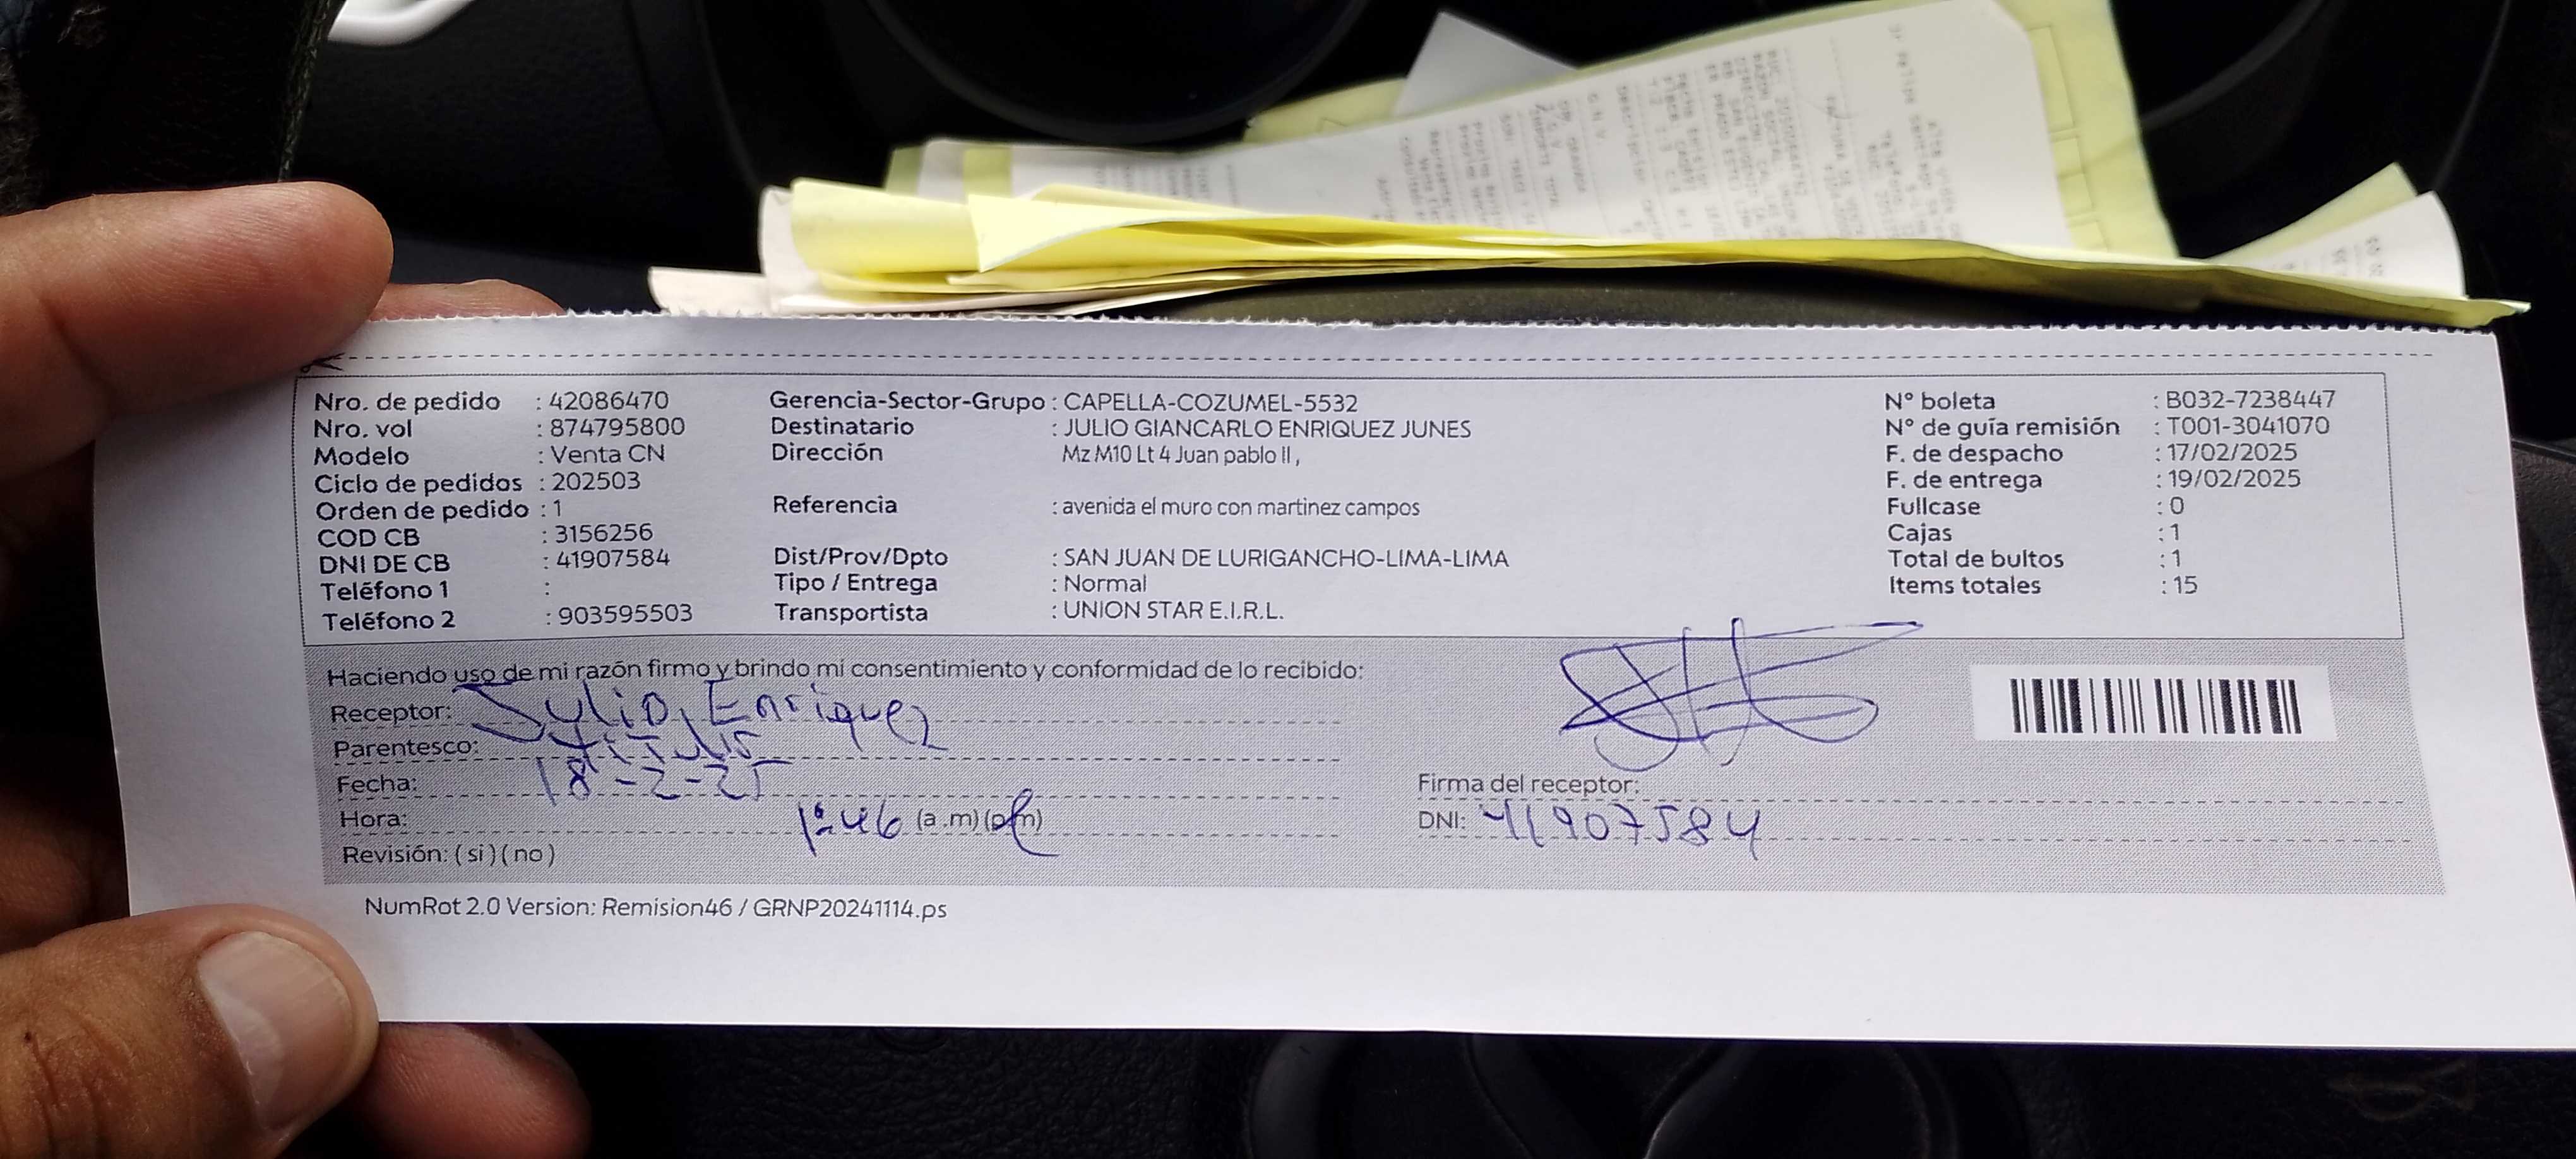 Nro. de pedido : 42086470
Nro. vol : 874795800
Modelo : Venta CN
Ciclo de pedidos : 202503
Orden de pedido : 1
COD CB : 3156256
DNI DE CB : 41907584
Teléfono 1 :
Teléfono 2 : 903595503
Gerencia-Sector-Grupo : CAPELLA-COZUMEL-5532
Destinatario : JULIO GIANCARLO ENRIQUEZ JUNES
Dirección Mz M10 Lt 4 Juan pablo II ,
Referencia : avenida el muro con martinez campos
Dist/Prov/Dpto : SAN JUAN DE LURIGANCHO-LIMA-LIMA
Tipo / Entrega : Normal
Transportista : UNION STAR E.I.R.L.
N° boleta : B032-7238447
N° de guía remisión : T001-3041070
F. de despacho : 17/02/2025
F. de entrega : 19/02/2025
Fullcase : 0
Cajas : 1
Total de bultos : 1
Items totales : 15
Haciendo uso de mi razón firmo y brindo mi consentimiento y conformidad de lo recibido:
Receptor: Julio Enriquez
Parentesco:
Fecha: 18-2-25
Hora: 1:46 (a.m) (p.m)
Revisión: ( si ) ( no )
Firma del receptor:
DNI: 41907584
NumRot 2.0 Version: Remision46 / GRNP20241114.ps